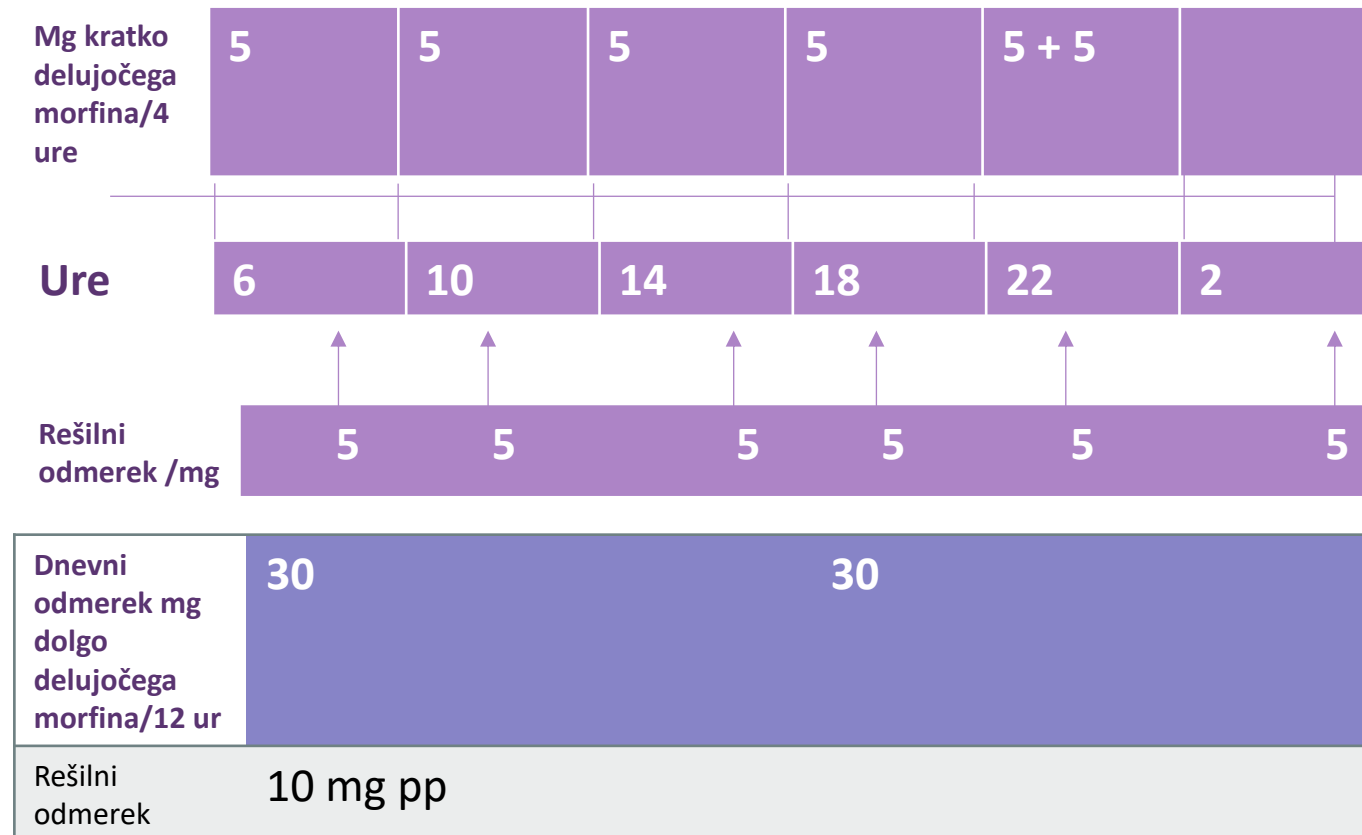 Mg kratko
delujočega
morfina/4
ure
5 5 5 5 5 + 5
Ure 6 10 14 18 22 2
Rešilni
odmerek /mg
5 5 5 5 5 5
Dnevni
odmerek mg
dolgo
delujočega
morfina/12 ur
30 30
Rešilni
odmerek
10 mg pp